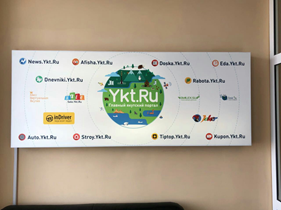 News.Ykt.Ru
Afisha.Ykt.Ru
Doska.Ykt.Ru
Eda.Ykt.Ru
Dnevniki.Ykt.Ru
Rabota.Ykt.Ru
Ykt.Ru
Главный якутский портал
inDriver
Auto.Ykt.Ru
Stroy.Ykt.Ru
Tiptop.Ykt.Ru
Kupon.Ykt.Ru